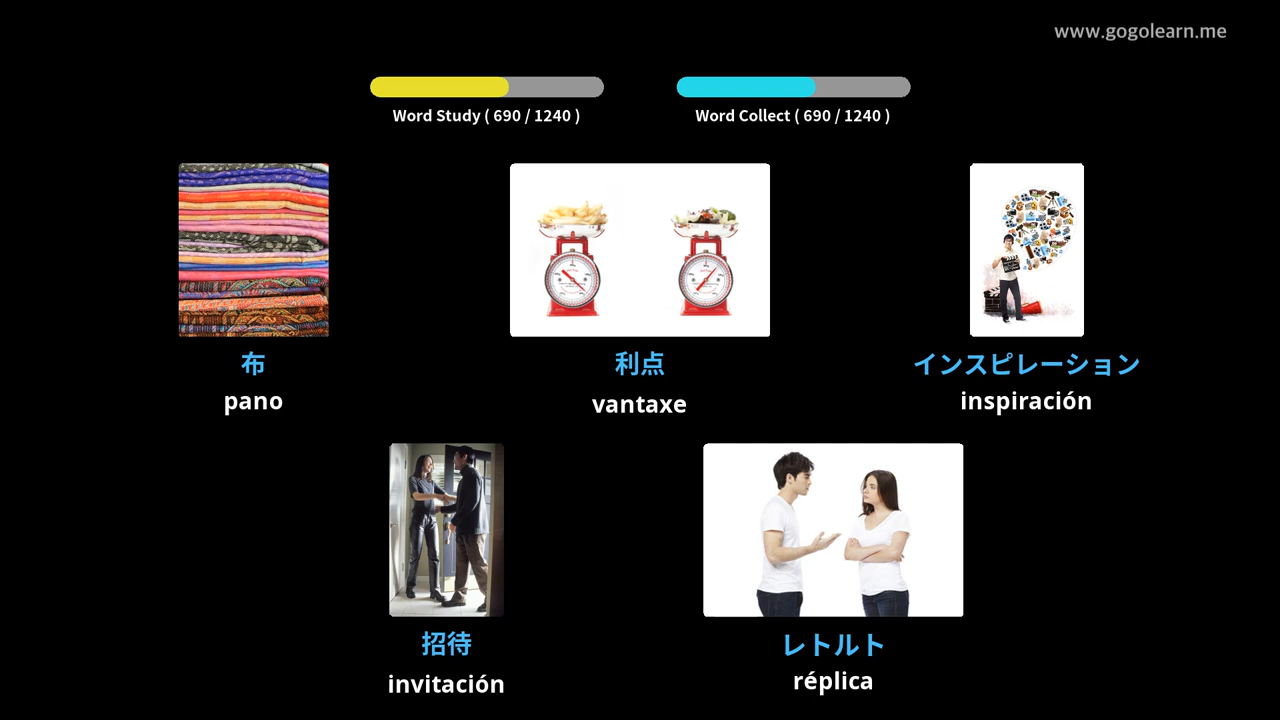 www.gogolearn.me
Word Study ( 690 / 1240 )
Word Collect ( 690 / 1240 )
布
pano
利点
vantaxe
インスピレーション
inspiración
招待
invitación
レトルト
réplica